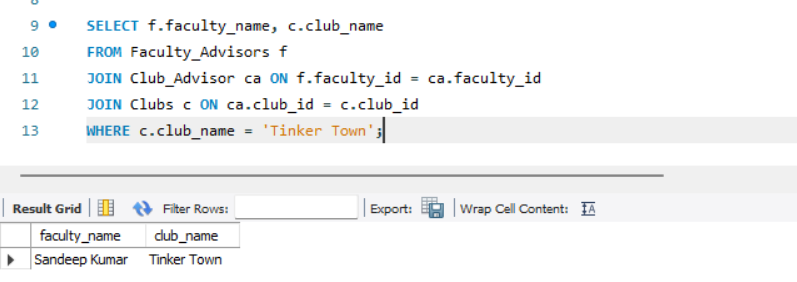 8
9 SELECT f.faculty_name, c.club_name
10 FROM Faculty_Advisors f
11 JOIN Club_Advisor ca ON f.faculty_id = ca.faculty_id
12 JOIN Clubs c ON ca.club_id = c.club_id
13 WHERE c.club_name = 'Tinker Town';
Result Grid Filter Rows: Export: Wrap Cell Content: IA
faculty_name club_name
Sandeep Kumar Tinker Town